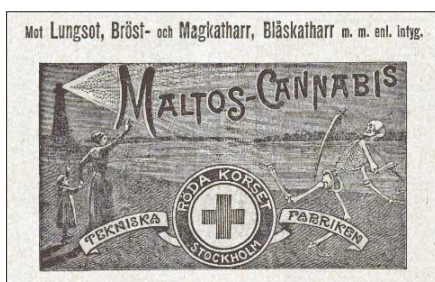 Mot Lungsot, Bröst- och Magkatharr, Blåskatharr m. m. enl. intyg.
MALTOS-CANNABIS
RÖDA KORSET
TEKNISKA FABRIKEN
STOCKHOLM